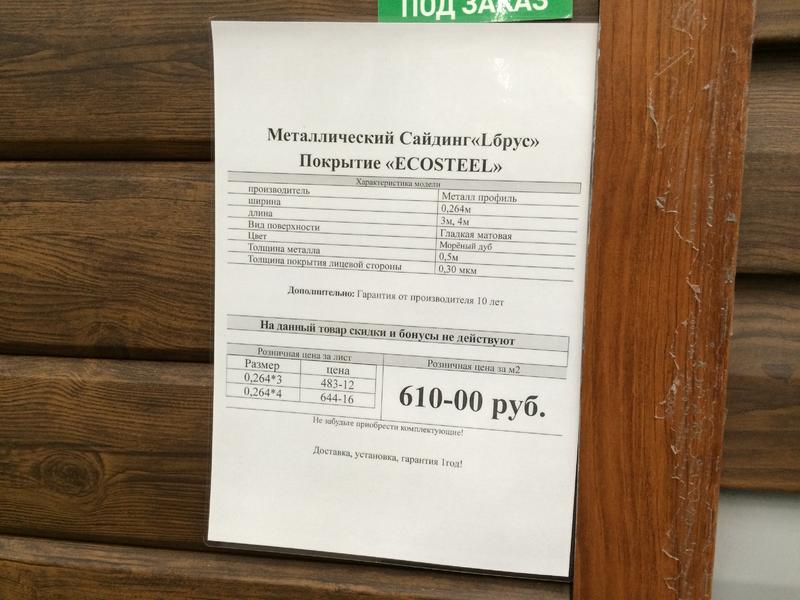 ПОД ЗАКАЗ
Металлический Сайдинг«Lбрус»
Покрытие «ECOSTEEL»
Характеристика модели
производитель Металл профиль
ширина 0,264м
длина 3м, 4м
Вид поверхности Гладкая матовая
Цвет Морёный дуб
Толщина металла 0,5м
Толщина покрытия лицевой стороны 0,30 мкм
Дополнительно: Гарантия от производителя 10 лет
На данный товар скидки и бонусы не действуют
Розничная цена за лист Розничная цена за м2
Размер цена
0,264*3 483-12
0,264*4 644-16
610-00 руб.
Не забудьте приобрести комплектующие!
Доставка, установка, гарантия 1год!